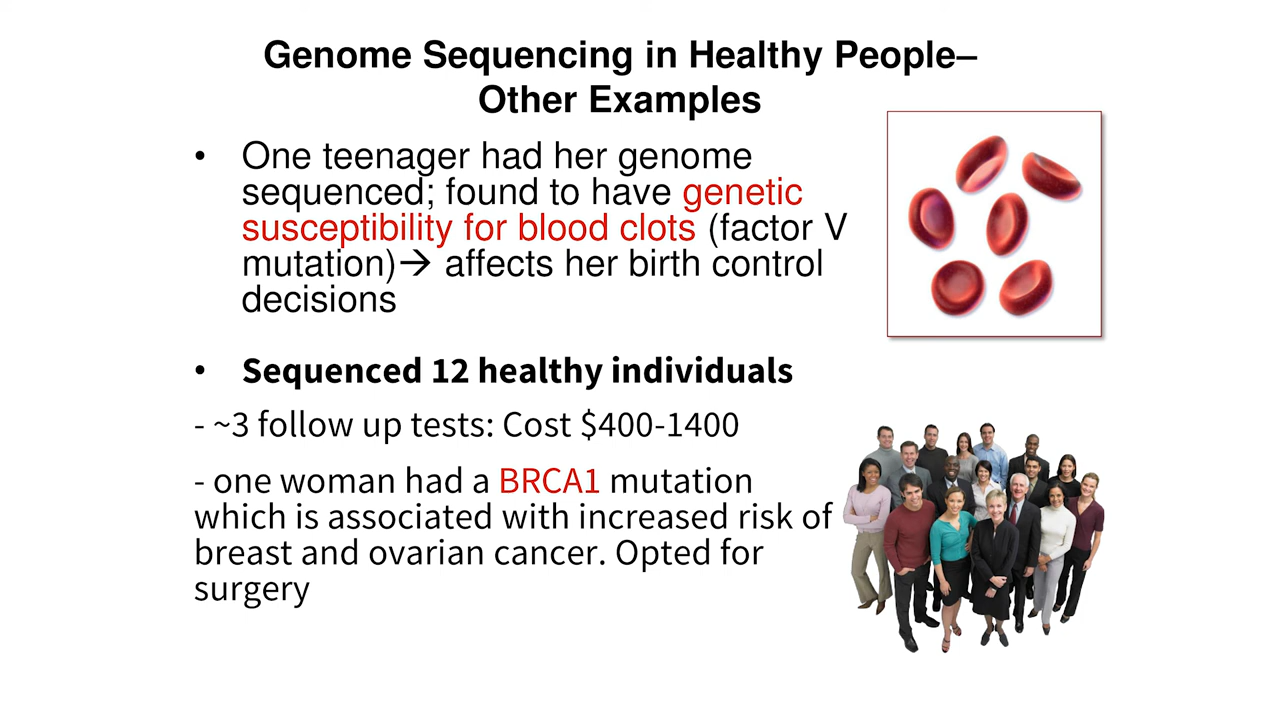 Genome Sequencing in Healthy People–
Other Examples
• One teenager had her genome
sequenced; found to have genetic
susceptibility for blood clots (factor V
mutation)→ affects her birth control
decisions
• Sequenced 12 healthy individuals
- ~3 follow up tests: Cost $400-1400
- one woman had a BRCA1 mutation
which is associated with increased risk of
breast and ovarian cancer. Opted for
surgery